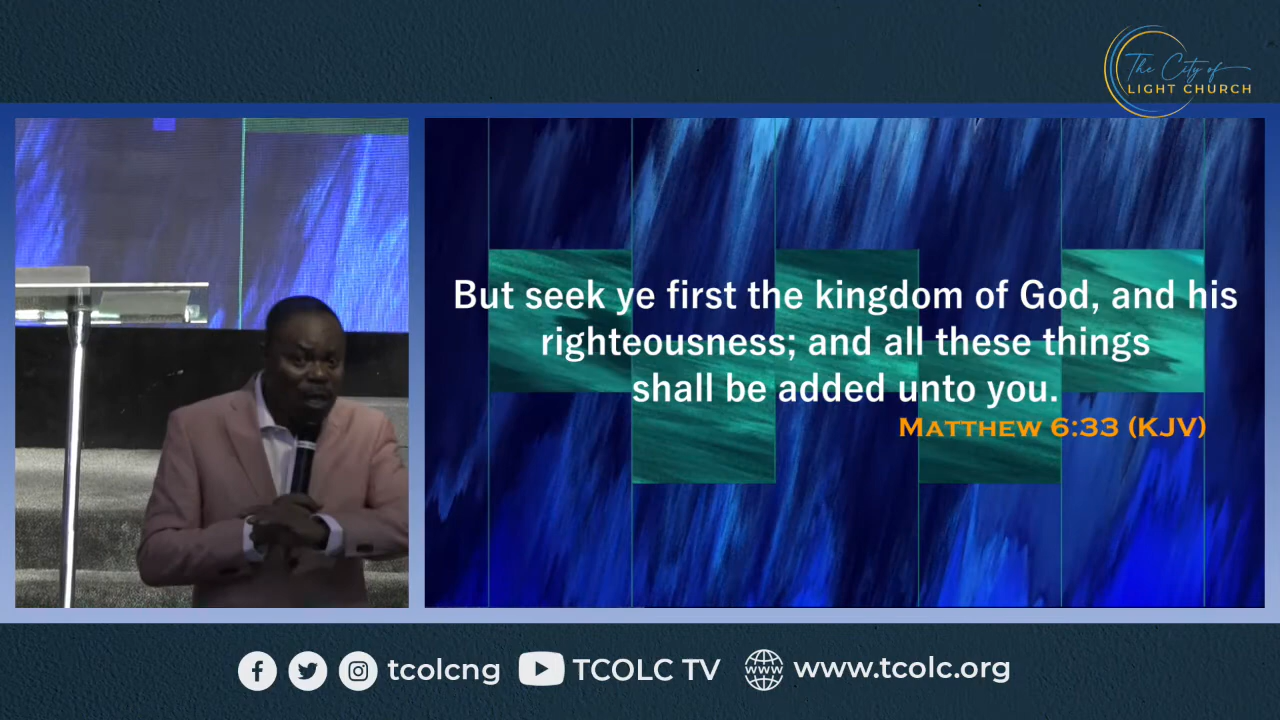 The City of
LIGHT CHURCH
But seek ye first the kingdom of God, and his
righteousness; and all these things
shall be added unto you.
MATTHEW 6:33 (KJV)
tcolcng TCOLC TV www www.tcolc.org